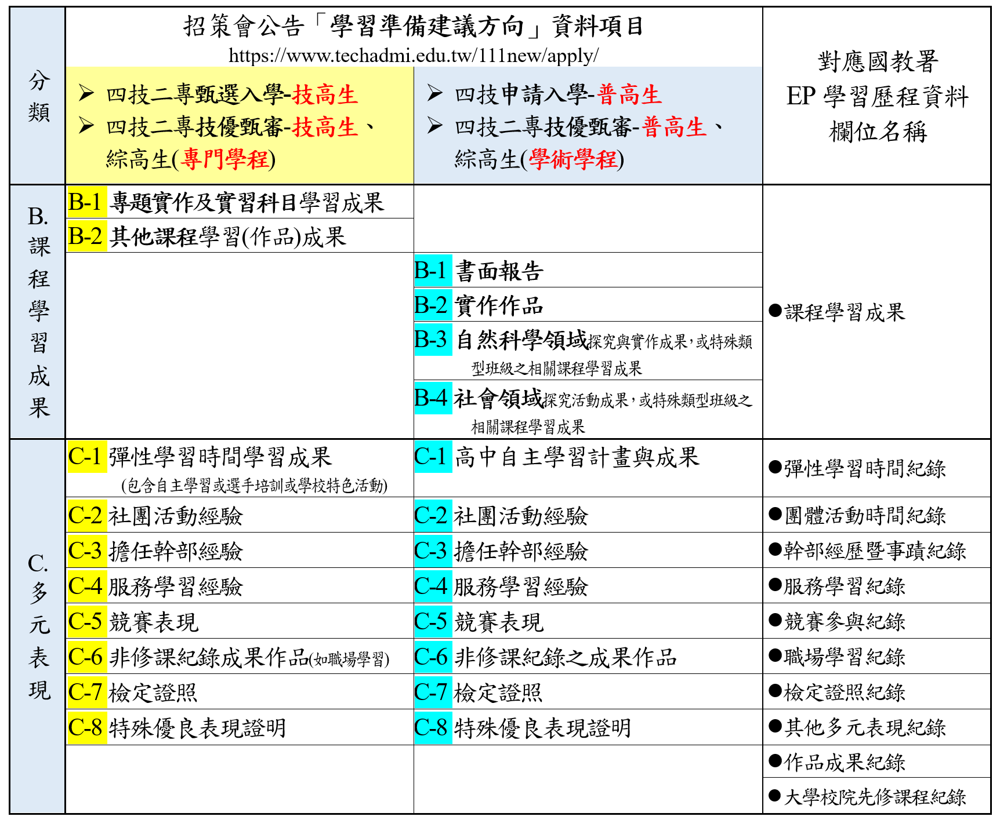 分類
招策會公告「學習準備建議方向」資料項目
https://www.techadmi.edu.tw/111new/apply/
➢ 四技二專甄選入學-技高生
➢ 四技二專技優甄審-技高生、
綜高生(專門學程)
➢ 四技申請入學-普高生
➢ 四技二專技優甄審-普高生、
綜高生(學術學程)
對應國教署
EP 學習歷程資料
欄位名稱
B.課程學習成果
B-1 專題實作及實習科目學習成果
B-2 其他課程學習(作品)成果
B-1 書面報告
B-2 實作作品
B-3 自然科學領域探究與實作成果，或特殊類
型班級之相關課程學習成果
B-4 社會領域探究活動成果，或特殊類型班級之
相關課程學習成果
●課程學習成果
C.多元表現
C-1 彈性學習時間學習成果
(包含自主學習或選手培訓或學校特色活動)
C-1 高中自主學習計畫與成果
●彈性學習時間紀錄
C-2 社團活動經驗
C-2 社團活動經驗
●團體活動時間紀錄
C-3 擔任幹部經驗
C-3 擔任幹部經驗
●幹部經歷暨事蹟紀錄
C-4 服務學習經驗
C-4 服務學習經驗
●服務學習紀錄
C-5 競賽表現
C-5 競賽表現
●競賽參與紀錄
C-6 非修課紀錄成果作品(如職場學習)
C-6 非修課紀錄之成果作品
●職場學習紀錄
C-7 檢定證照
C-7 檢定證照
●檢定證照紀錄
C-8 特殊優良表現證明
C-8 特殊優良表現證明
●其他多元表現紀錄
●作品成果紀錄
●大學校院先修課程紀錄